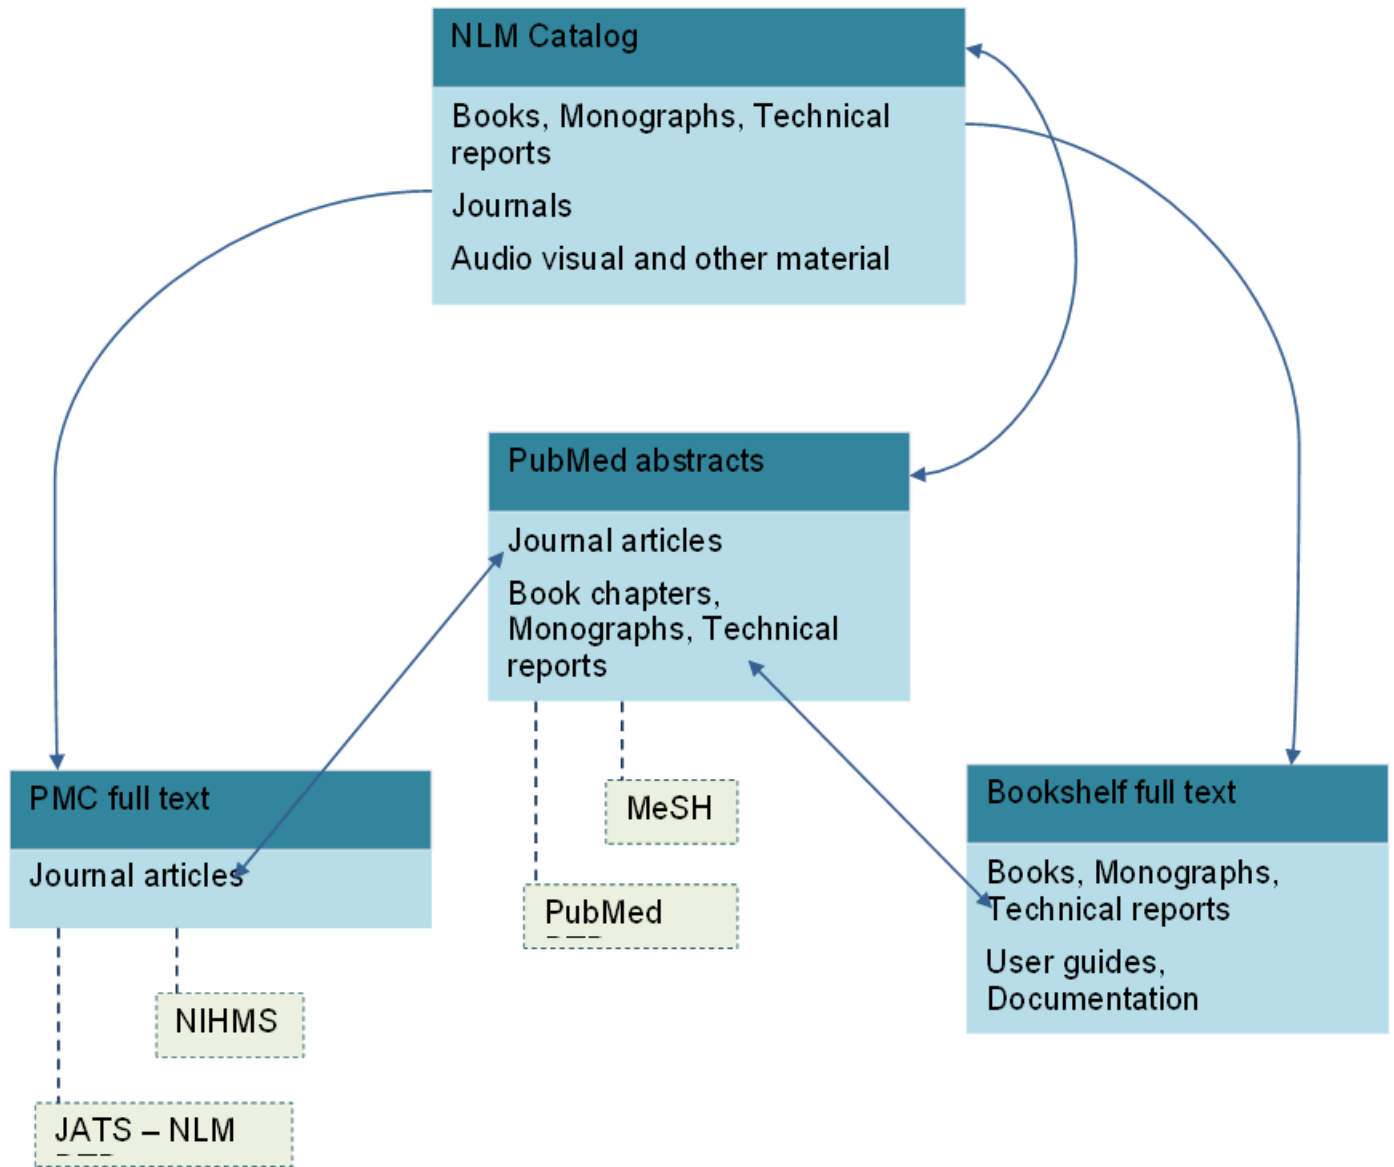 NLM Catalog
Books, Monographs, Technical
reports
Journals
Audio visual and other material
PubMed abstracts
Journal articles
Book chapters,
Monographs, Technical
reports
PMC full text
Journal articles
MeSH
PubMed
NIHMS
JATS – NLM
Bookshelf full text
Books, Monographs,
Technical reports
User guides,
Documentation